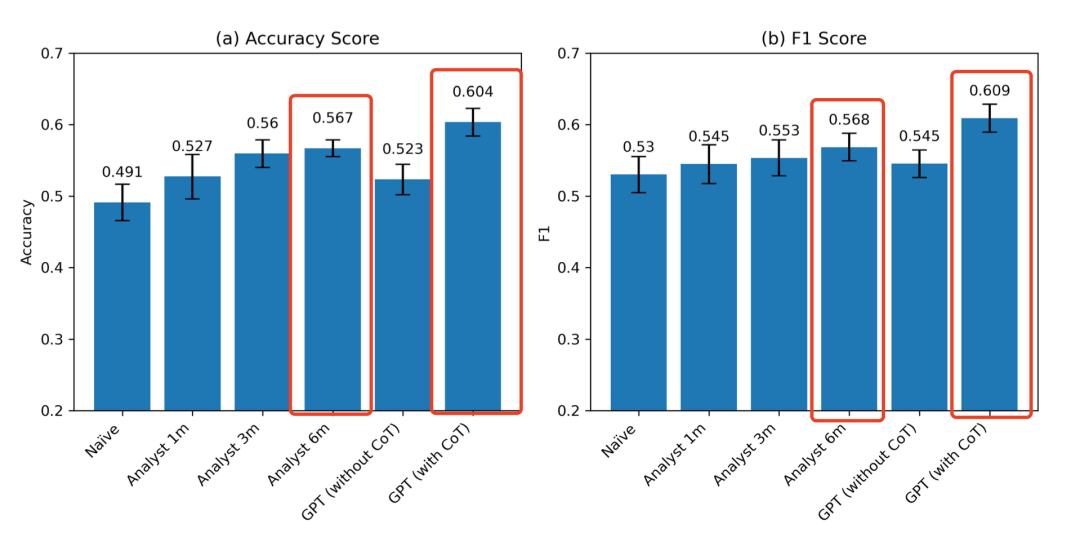 (a) Accuracy Score
Accuracy
0.7
0.6
0.5
0.4
0.3
0.2
0.491
0.527
0.56
0.567
0.523
0.604
Naïve
Analyst 1m
Analyst 3m
Analyst 6m
GPT (without CoT)
GPT (with CoT)
(b) F1 Score
F1
0.7
0.6
0.5
0.4
0.3
0.2
0.53
0.545
0.553
0.568
0.545
0.609
Naïve
Analyst 1m
Analyst 3m
Analyst 6m
GPT (without CoT)
GPT (with CoT)